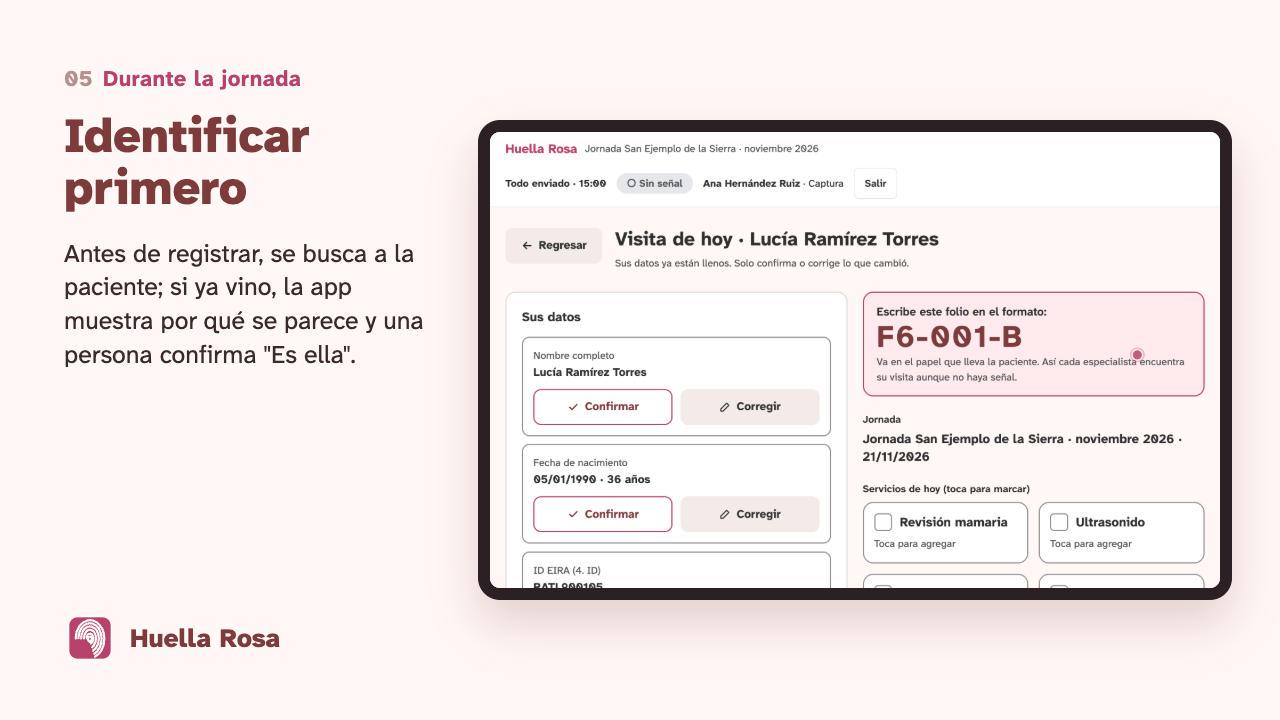 05 Durante la jornada
Identificar
primero
Antes de registrar, se busca a la
paciente; si ya vino, la app
muestra por qué se parece y una
persona confirma "Es ella".
Huella Rosa
Huella Rosa Jornada San Ejemplo de la Sierra · noviembre 2026
Todo enviado · 15:00 Sin señal Ana Hernández Ruiz · Captura Salir
← Regresar
Visita de hoy · Lucía Ramírez Torres
Sus datos ya están llenos. Solo confirma o corrige lo que cambió.
Sus datos
Nombre completo
Lucía Ramírez Torres
Confirmar Corregir
Fecha de nacimiento
05/01/1990 · 36 años
Confirmar Corregir
ID EIRA (4. ID)
Escribe este folio en el formato:
F6-001-B
Va en el papel que lleva la paciente. Así cada especialista encuentra
su visita aunque no haya señal.
Jornada
Jornada San Ejemplo de la Sierra · noviembre 2026 ·
21/11/2026
Servicios de hoy (toca para marcar)
Revisión mamaria
Toca para agregar
Ultrasonido
Toca para agregar